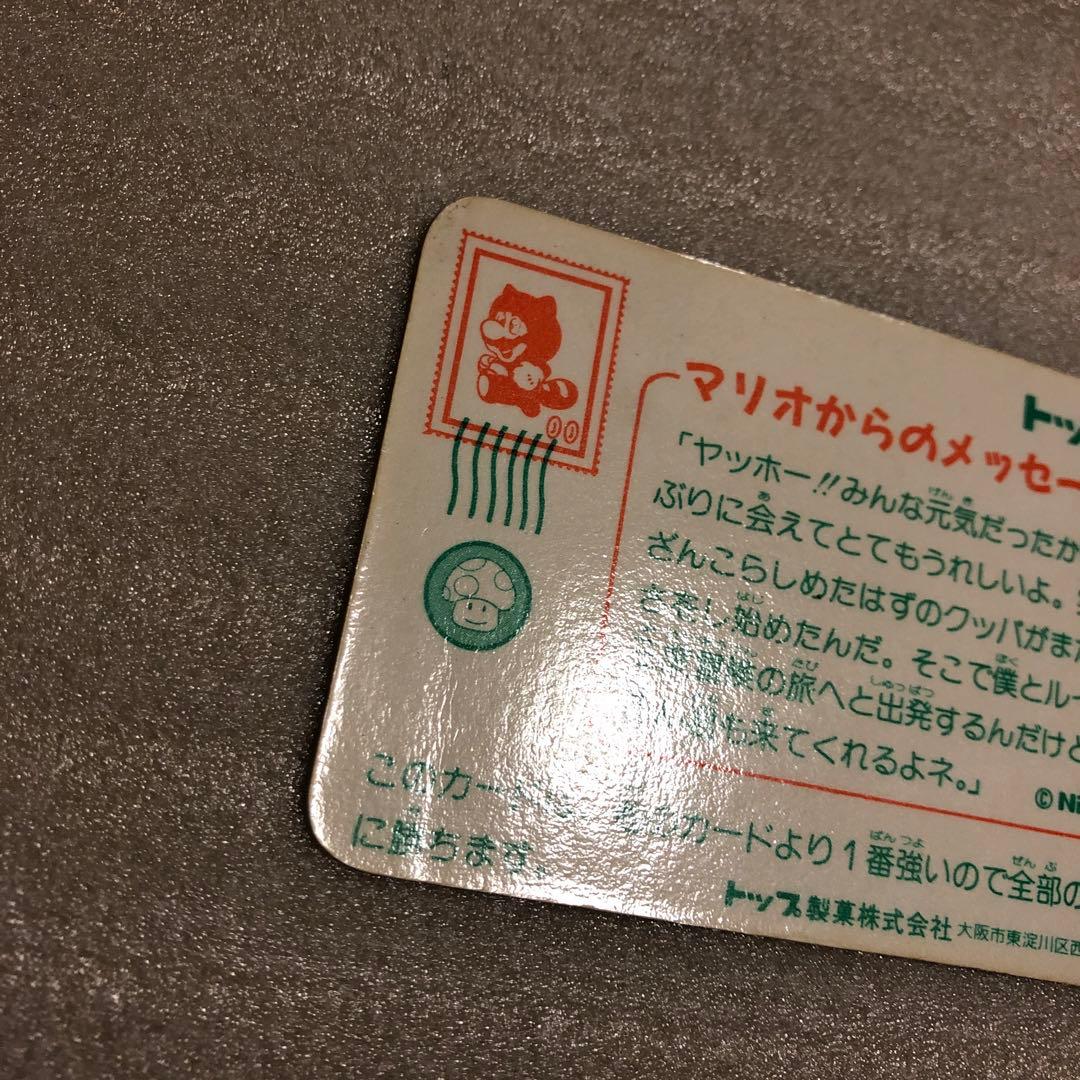 トッ
マリオからのメッセー
「ヤッホー!!みんな元気だったか
ぶりに会えてとてもうれしいよ。
ざんこらしめたはずのクッパがま
さをし始めたんだ。そこで僕とル
の旅へと出発するんだけど
も来てくれるよネ。」
© Ni
このカード カードより1番強いので全部の
に勝ちます。
トップ製菓株式会社 大阪市東淀川区西